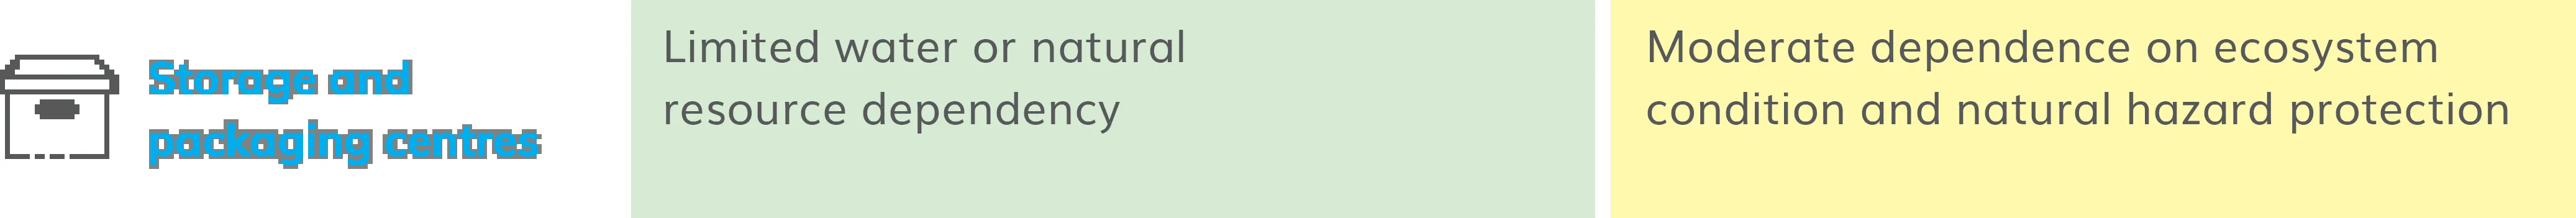 Storage and
packaging centres
Limited water or natural
resource dependency
Moderate dependence on ecosystem
condition and natural hazard protection